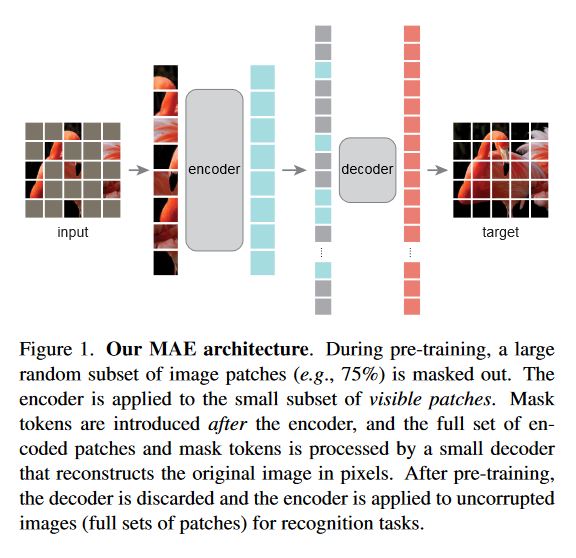 input
encoder
decoder
target
Figure 1. Our MAE architecture. During pre-training, a large
random subset of image patches (e.g., 75%) is masked out. The
encoder is applied to the small subset of visible patches. Mask
tokens are introduced after the encoder, and the full set of en-
coded patches and mask tokens is processed by a small decoder
that reconstructs the original image in pixels. After pre-training,
the decoder is discarded and the encoder is applied to uncorrupted
images (full sets of patches) for recognition tasks.